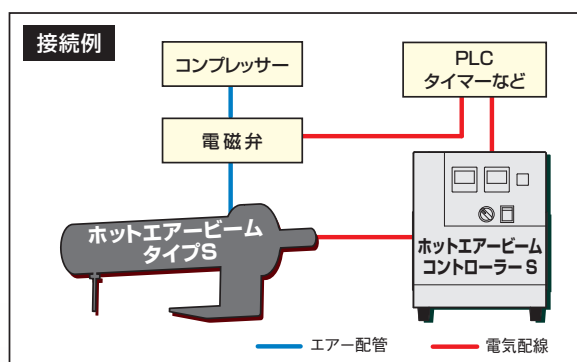 接続例
コンプレッサー
PLC
タイマーなど
電磁弁
ホットエアービーム
タイプS
ホットエアービーム
コントローラーS
エアー配管
電気配線